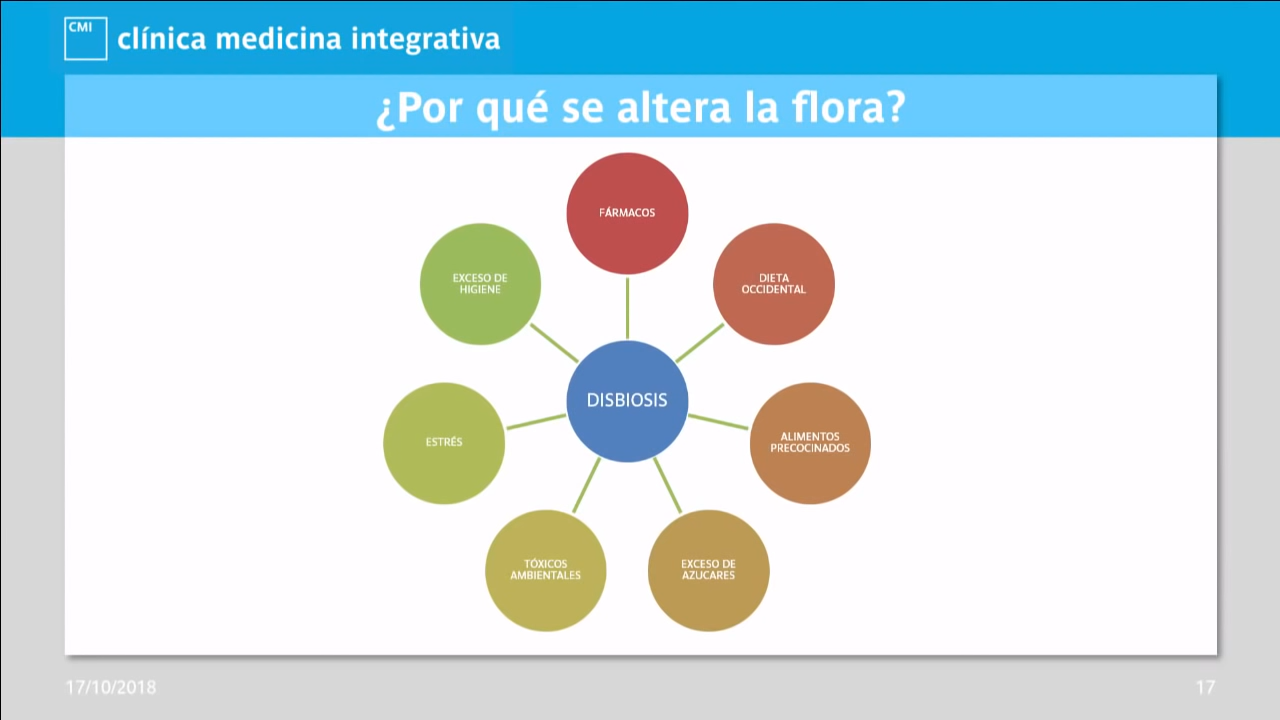 CMI
clínica medicina integrativa
¿Por qué se altera la flora?
FÁRMACOS
EXCESO DE
HIGIENE
DIETA
OCCIDENTAL
DISBIOSIS
ESTRÉS
ALIMENTOS
PRECOCINADOS
TÓXICOS
AMBIENTALES
EXCESO DE
AZUCARES
17/10/2018
17